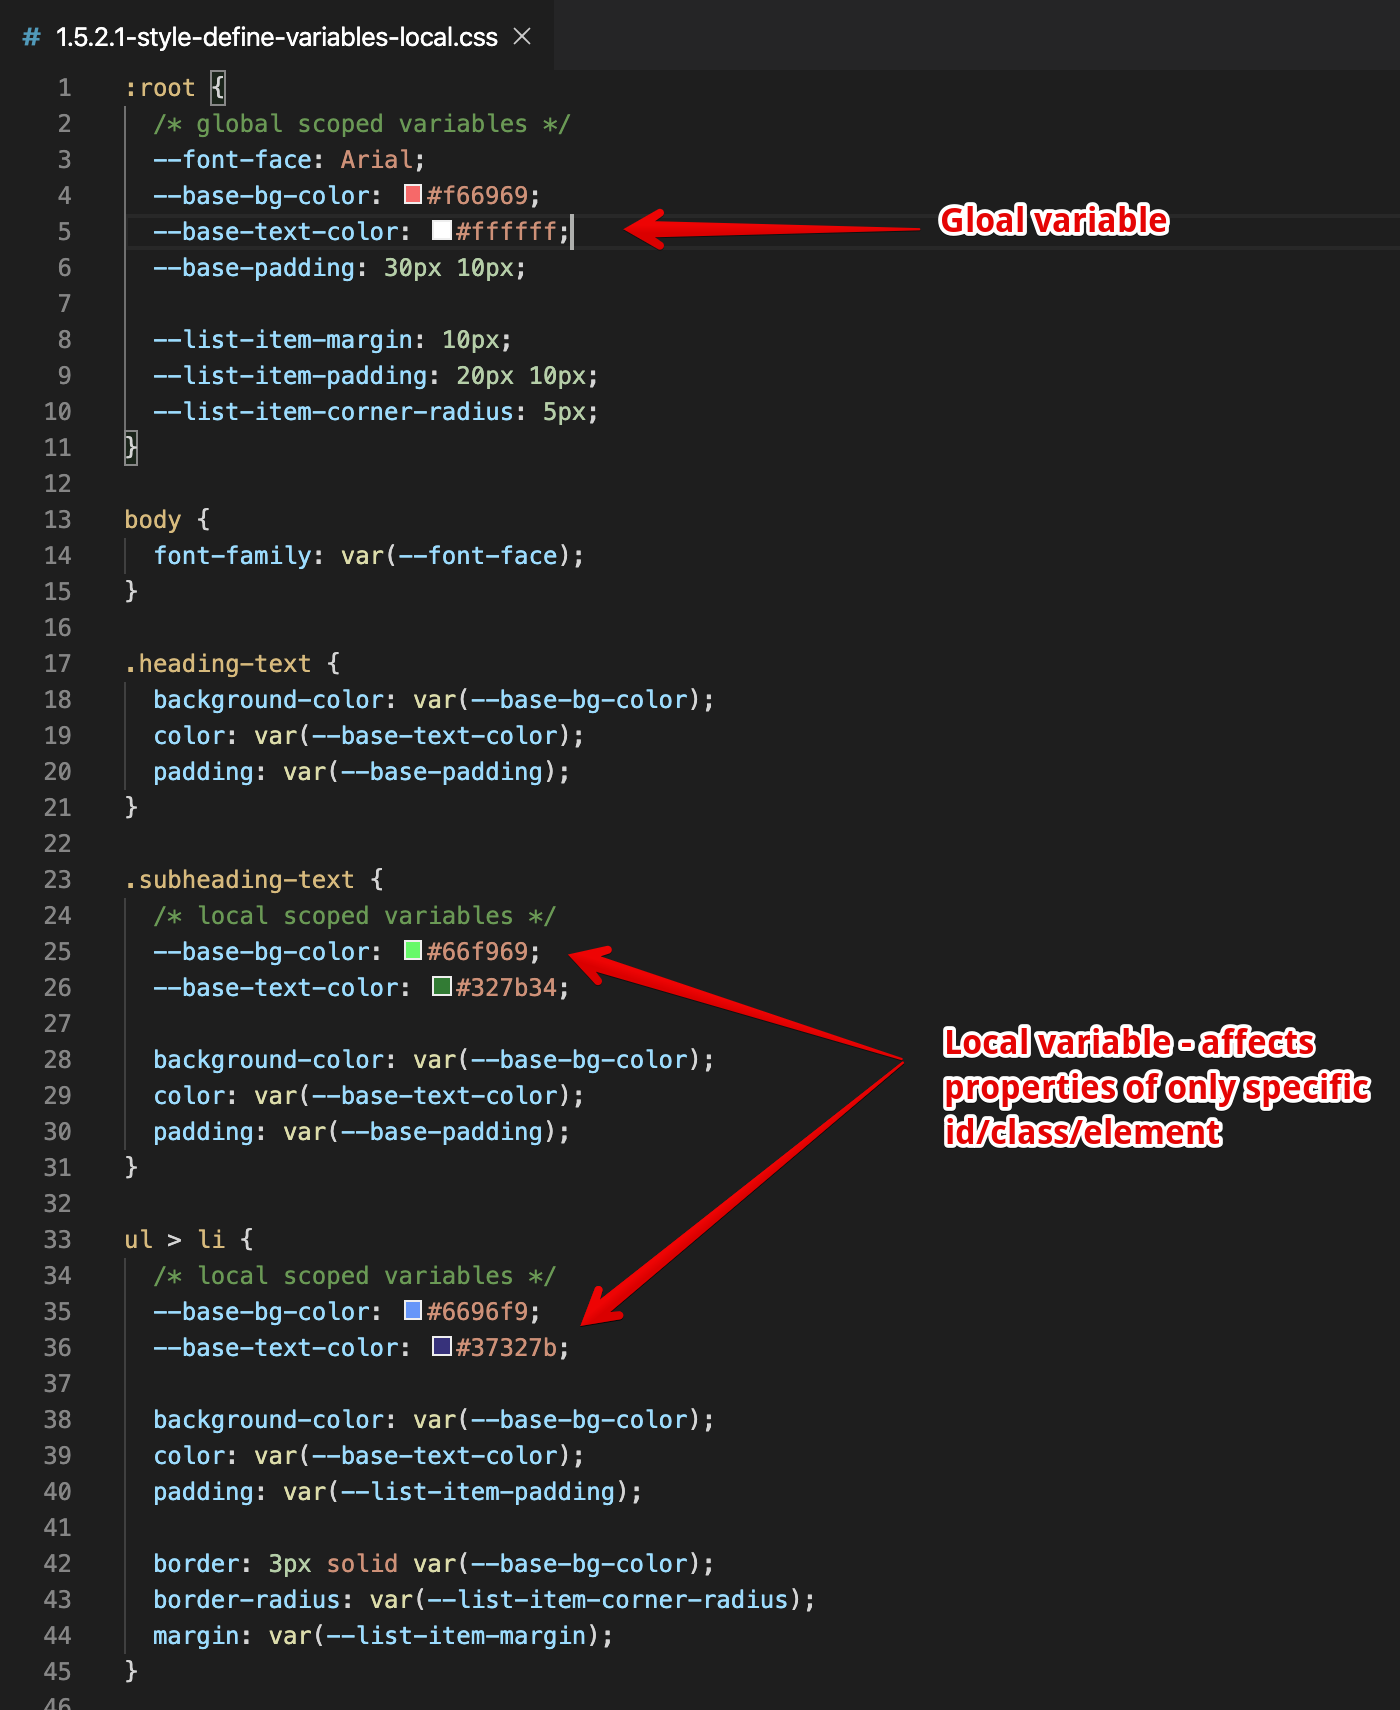 # 1.5.2.1-style-define-variables-local.css ×
1 :root {
2 /* global scoped variables */
3 --font-face: Arial;
4 --base-bg-color: #f66969;
5 --base-text-color: #ffffff;
Gloal variable
6 --base-padding: 30px 10px;
7
8 --list-item-margin: 10px;
9 --list-item-padding: 20px 10px;
10 --list-item-corner-radius: 5px;
11 }
12
13 body {
14 font-family: var(--font-face);
15 }
16
17 .heading-text {
18 background-color: var(--base-bg-color);
19 color: var(--base-text-color);
20 padding: var(--base-padding);
21 }
22
23 .subheading-text {
24 /* local scoped variables */
25 --base-bg-color: #66f969;
26 --base-text-color: #327b34;
27
28 background-color: var(--base-bg-color);
29 color: var(--base-text-color);
30 padding: var(--base-padding);
31 }
Local variable - affects
properties of only specific
id/class/element
32
33 ul > li {
34 /* local scoped variables */
35 --base-bg-color: #6696f9;
36 --base-text-color: #37327b;
37
38 background-color: var(--base-bg-color);
39 color: var(--base-text-color);
40 padding: var(--list-item-padding);
41
42 border: 3px solid var(--base-bg-color);
43 border-radius: var(--list-item-corner-radius);
44 margin: var(--list-item-margin);
45 }
46